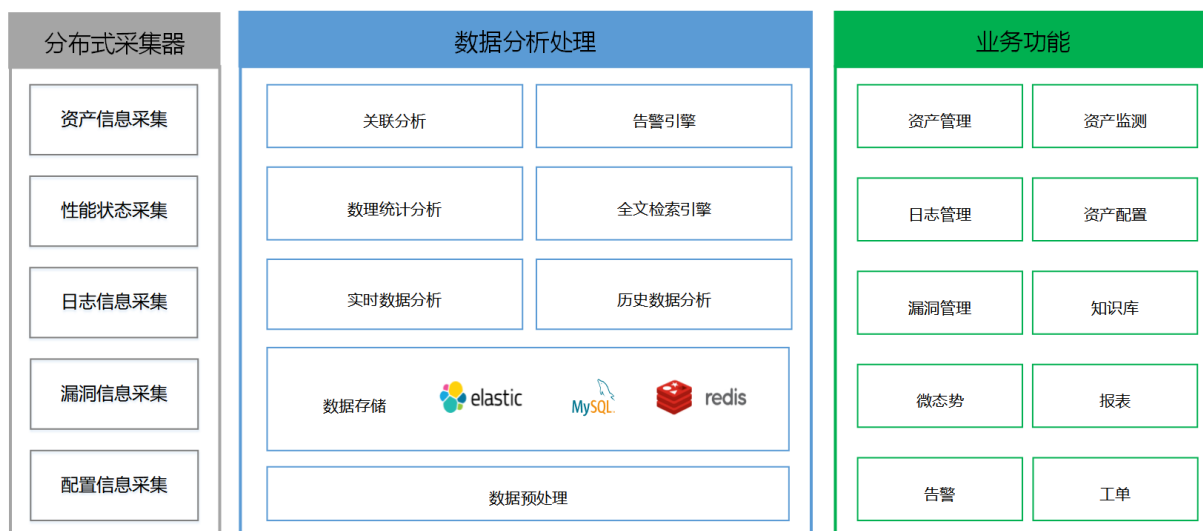 分布式采集器
资产信息采集
性能状态采集
日志信息采集
漏洞信息采集
配置信息采集
数据分析处理
关联分析
告警引擎
数理统计分析
全文检索引擎
实时数据分析
历史数据分析
数据存储
elastic
MySQL
redis
数据预处理
业务功能
资产管理
资产监测
日志管理
资产配置
漏洞管理
知识库
微态势
报表
告警
工单